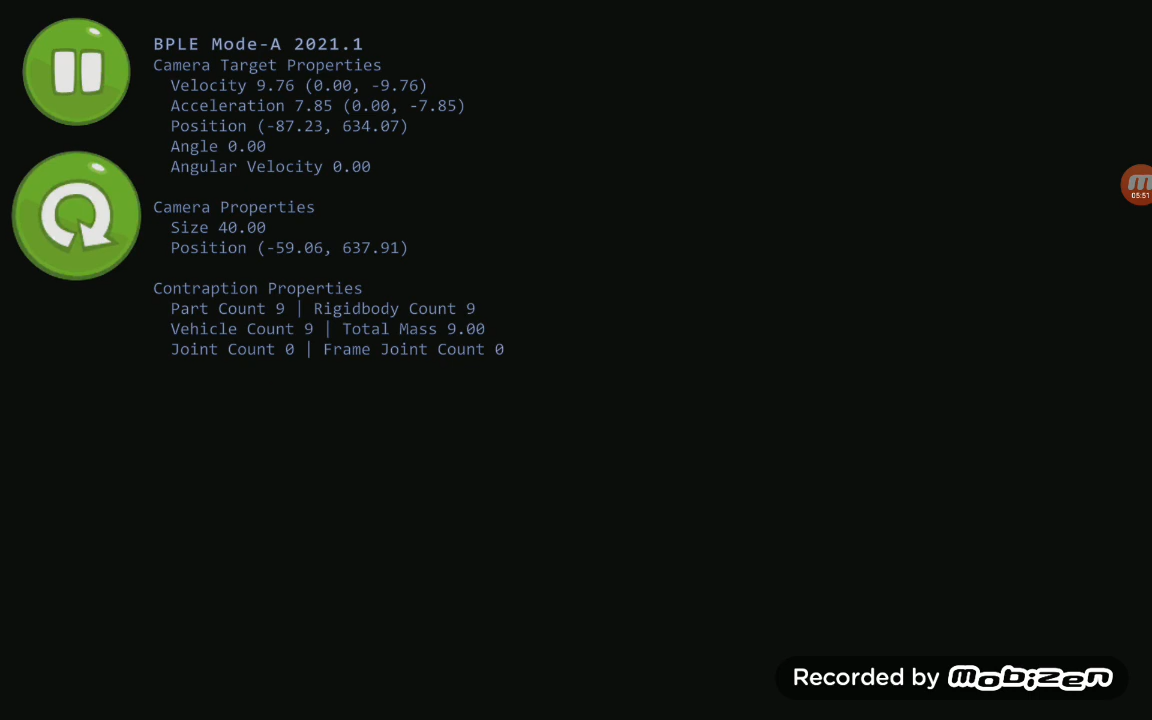 BPLE Mode-A 2021.1
Camera Target Properties
Velocity 9.76 (0.00, -9.76)
Acceleration 7.85 (0.00, -7.85)
Position (-87.23, 634.07)
Angle 0.00
Angular Velocity 0.00
Camera Properties
Size 40.00
Position (-59.06, 637.91)
Contraption Properties
Part Count 9 | Rigidbody Count 9
Vehicle Count 9 | Total Mass 9.00
Joint Count 0 | Frame Joint Count 0
m
05:51
Recorded by mobizen